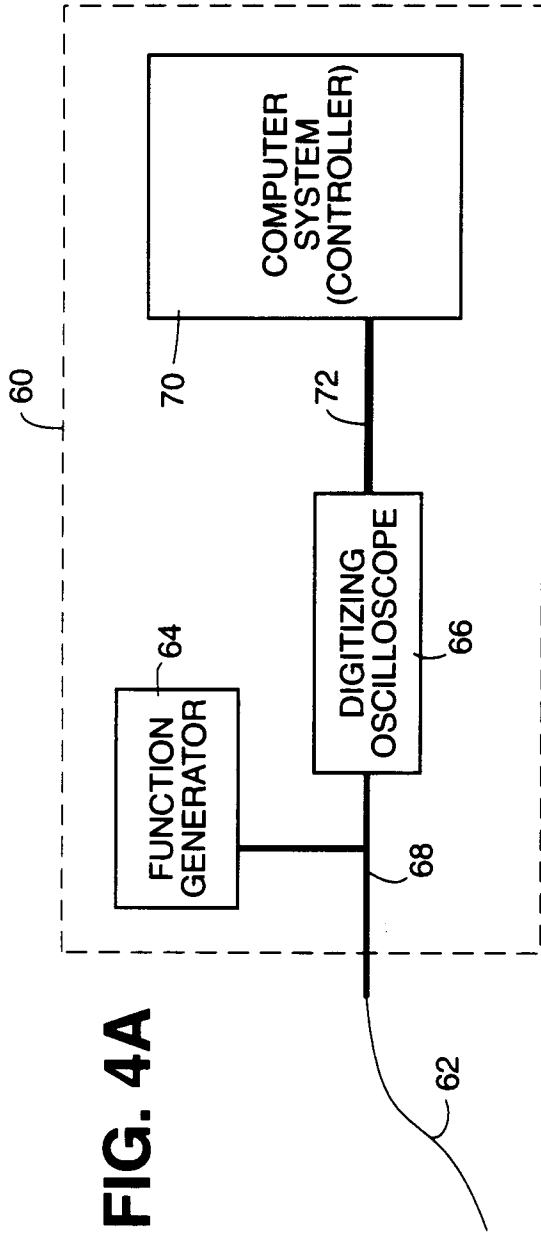 FIG. 4A
60
FUNCTION
GENERATOR
64
70
COMPUTER
SYSTEM
(CONTROLLER)
72
DIGITIZING
OSCILLOSCOPE
66
68
62